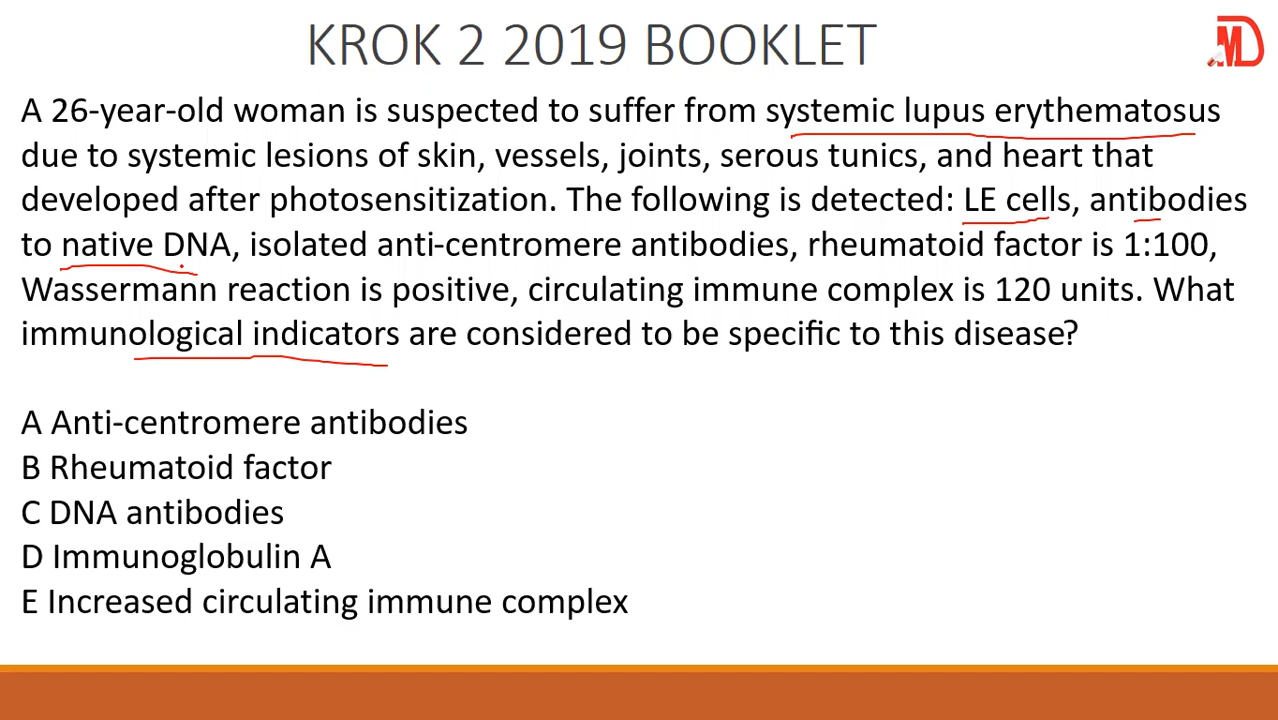 KROK 2 2019 BOOKLET
MD
A 26-year-old woman is suspected to suffer from systemic lupus erythematosus
due to systemic lesions of skin, vessels, joints, serous tunics, and heart that
developed after photosensitization. The following is detected: LE cells, antibodies
to native DNA, isolated anti-centromere antibodies, rheumatoid factor is 1:100,
Wassermann reaction is positive, circulating immune complex is 120 units. What
immunological indicators are considered to be specific to this disease?
A Anti-centromere antibodies
B Rheumatoid factor
C DNA antibodies
D Immunoglobulin A
E Increased circulating immune complex